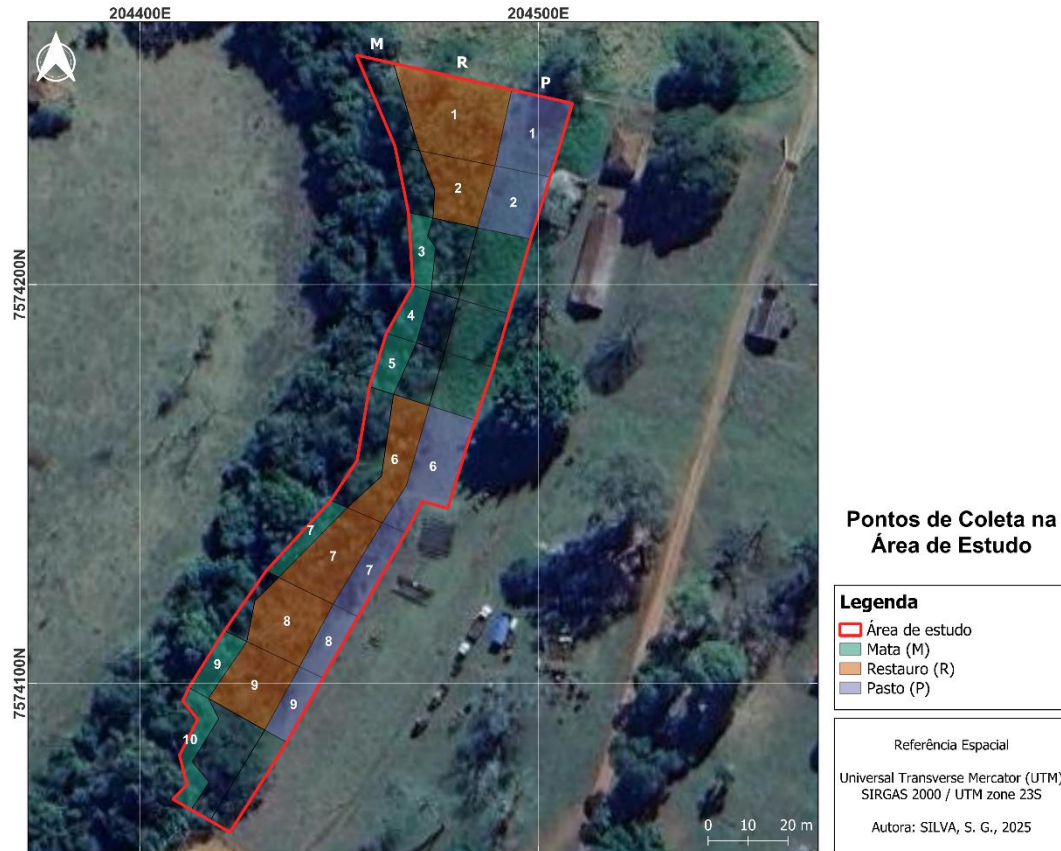 204400E
204500E
M
R
P
1
1
2
2
3
7574200N
4
5
6
6
7
7
7
8
8
9
9
9
7574100N
10
0 10 20 m
Pontos de Coleta na
Área de Estudo
Legenda
Área de estudo
Mata (M)
Restauro (R)
Pasto (P)
Referência Espacial
Universal Transverse Mercator (UTM)
SIRGAS 2000 / UTM zone 23S
Autora: SILVA, S. G., 2025